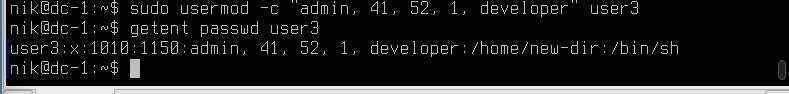 nik@dc-1:~$ sudo usermod -c "admin, 41, 52, 1, developer" user3
nik@dc-1:~$ getent passwd user3
user3:x:1010:1150:admin, 41, 52, 1, developer:/home/new-dir:/bin/sh
nik@dc-1:~$